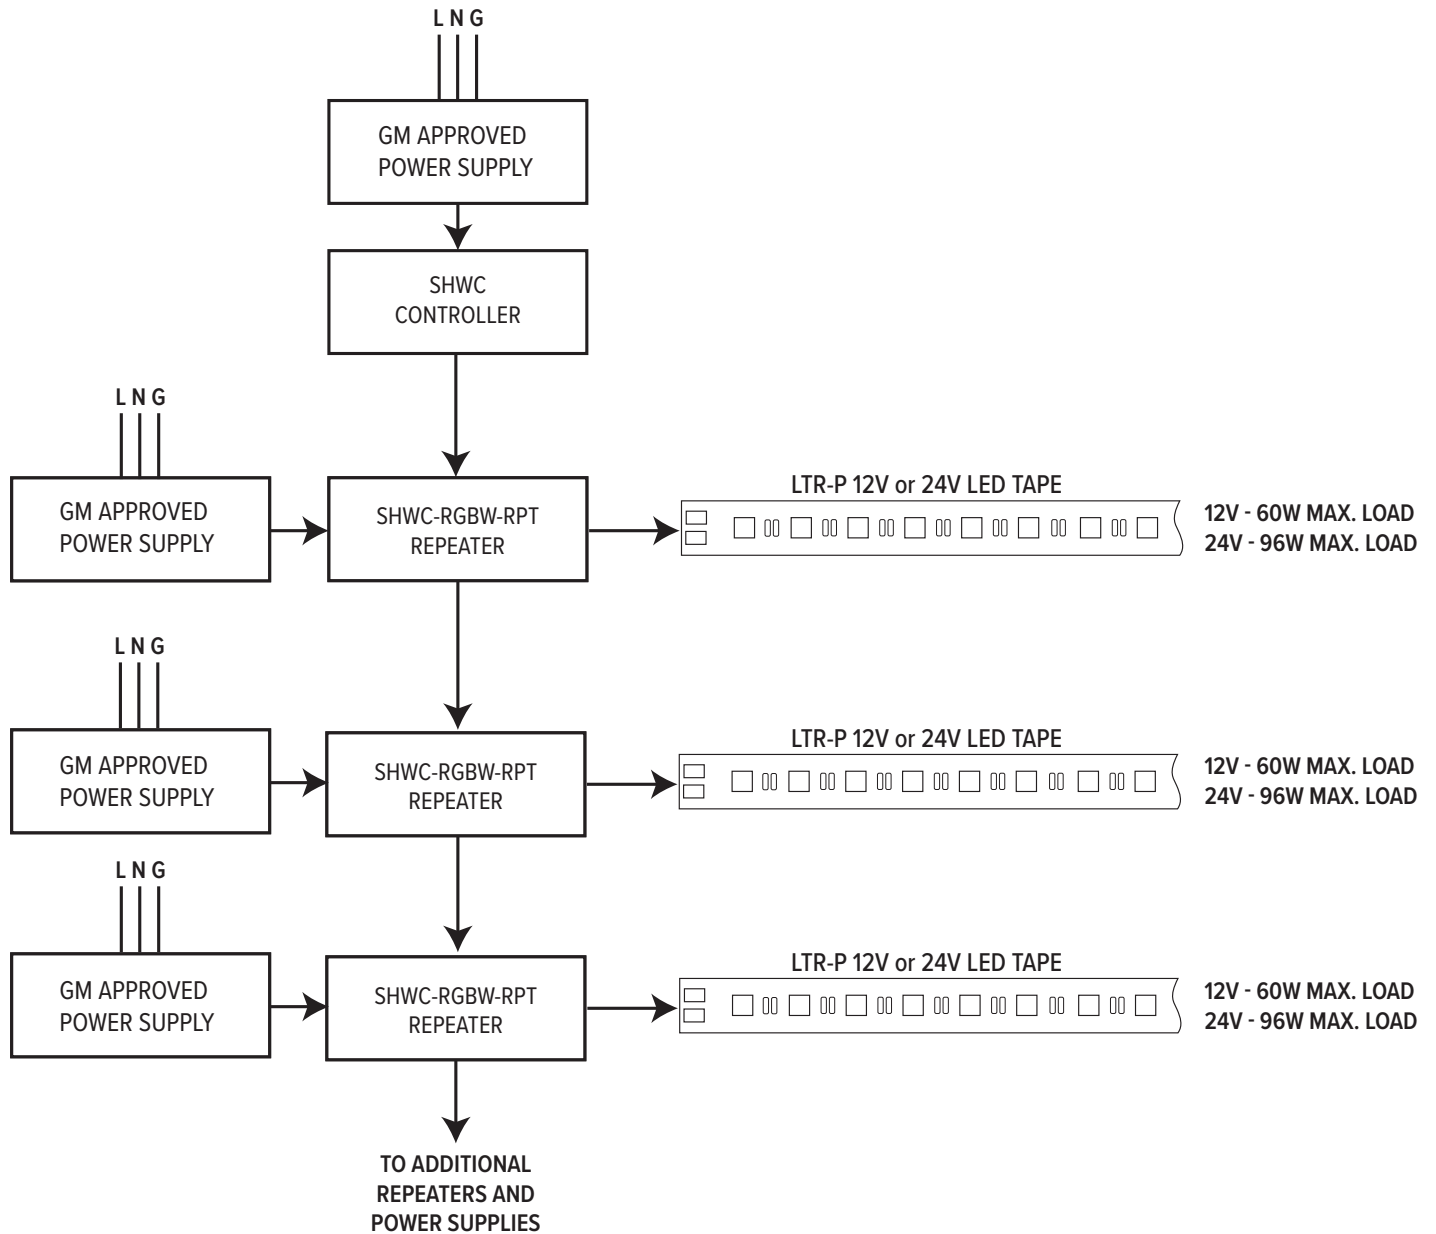 L N G
GM APPROVED
POWER SUPPLY
SHWC
CONTROLLER
L N G
GM APPROVED
POWER SUPPLY
SHWC-RGBW-RPT
REPEATER
LTR-P 12V or 24V LED TAPE
12V - 60W MAX. LOAD
24V - 96W MAX. LOAD
L N G
GM APPROVED
POWER SUPPLY
SHWC-RGBW-RPT
REPEATER
LTR-P 12V or 24V LED TAPE
12V - 60W MAX. LOAD
24V - 96W MAX. LOAD
L N G
GM APPROVED
POWER SUPPLY
SHWC-RGBW-RPT
REPEATER
LTR-P 12V or 24V LED TAPE
12V - 60W MAX. LOAD
24V - 96W MAX. LOAD
TO ADDITIONAL
REPEATERS AND
POWER SUPPLIES